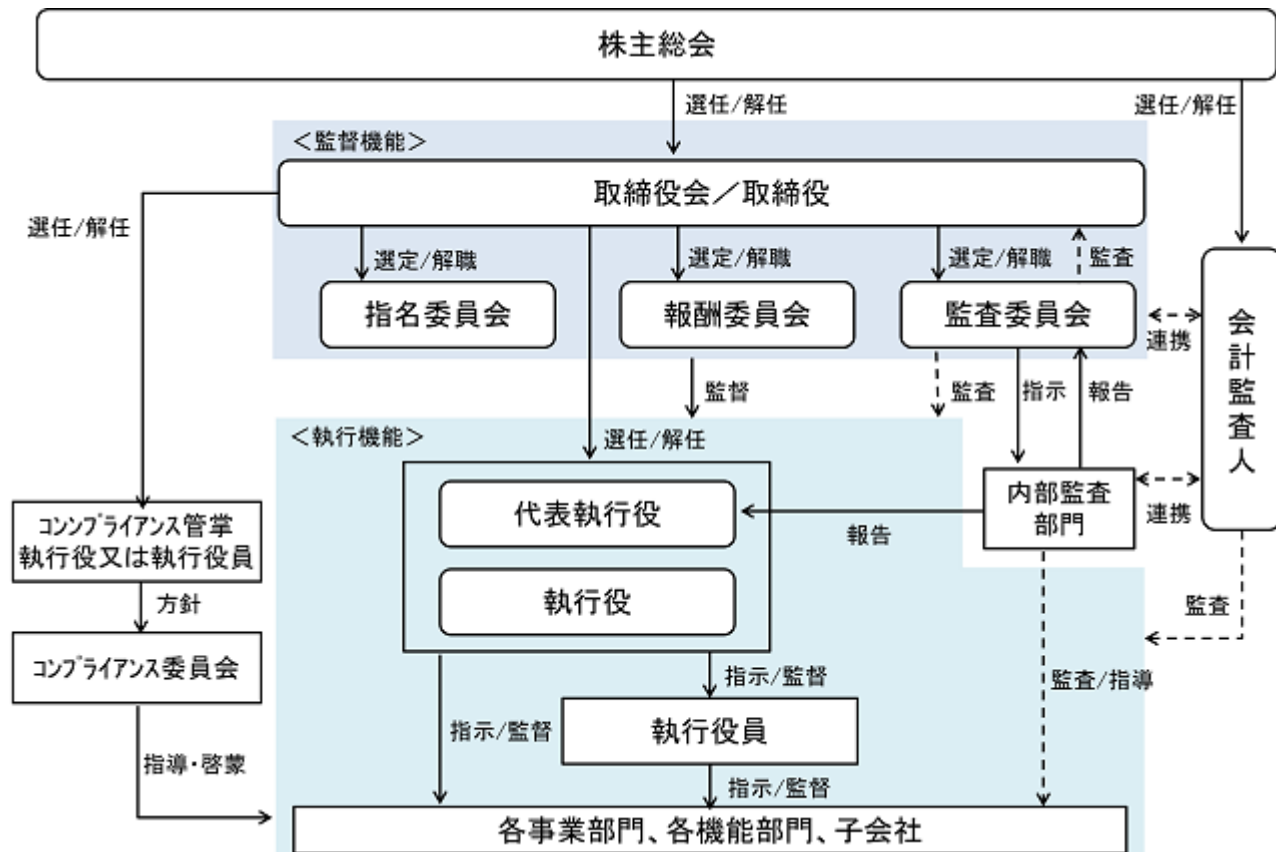 株主総会
選任/解任
選任/解任
＜監督機能＞
取締役会／取締役
選任/解任
選定/解職
選定/解職
選定/解職
監査
指名委員会
報酬委員会
監査委員会
連携
会計監査人
監督
監査
指示
報告
＜執行機能＞
選任/解任
代表執行役
報告
内部監査
部門
連携
ｺﾝﾝﾌﾟﾗｲｱﾝｽ管掌
執行役又は執行役員
執行役
方針
監査
ｺﾝﾌﾟﾗｲｱﾝｽ委員会
指示/監督
監査/指導
指示/監督
執行役員
指導・啓蒙
指示/監督
各事業部門、各機能部門、子会社